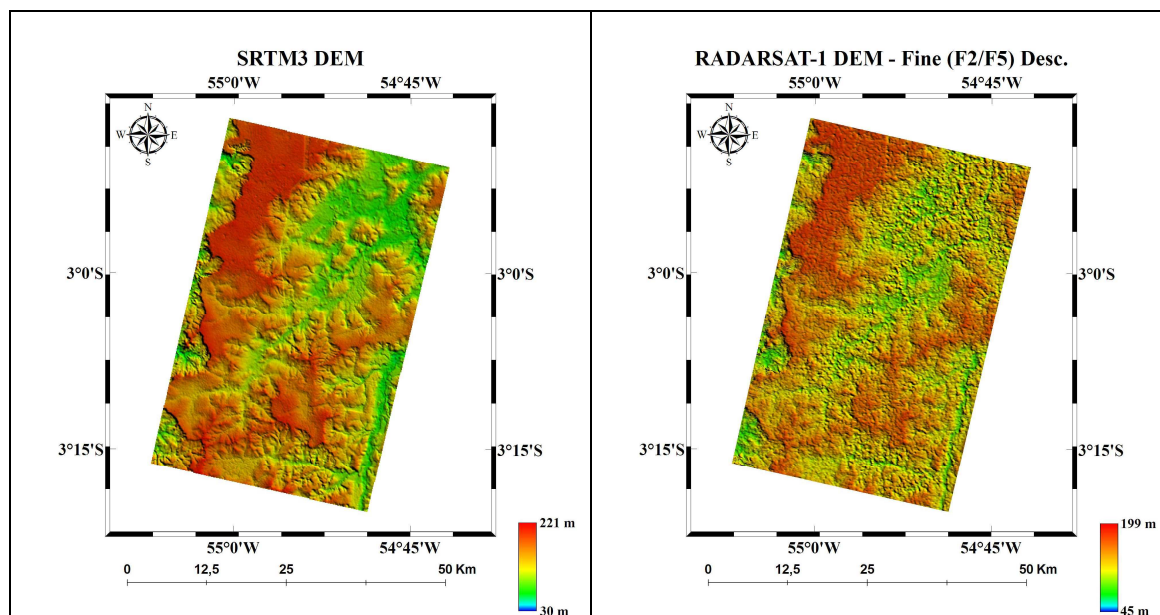 SRTM3 DEM
55°0'W 54°45'W
N
W E
S
3°0'S 3°0'S
3°15'S 3°15'S
55°0'W 54°45'W
221 m
30 m
0 12,5 25 50 Km
RADARSAT-1 DEM - Fine (F2/F5) Desc.
55°0'W 54°45'W
N
W E
S
3°0'S 3°0'S
3°15'S 3°15'S
55°0'W 54°45'W
199 m
45 m
0 12,5 25 50 Km